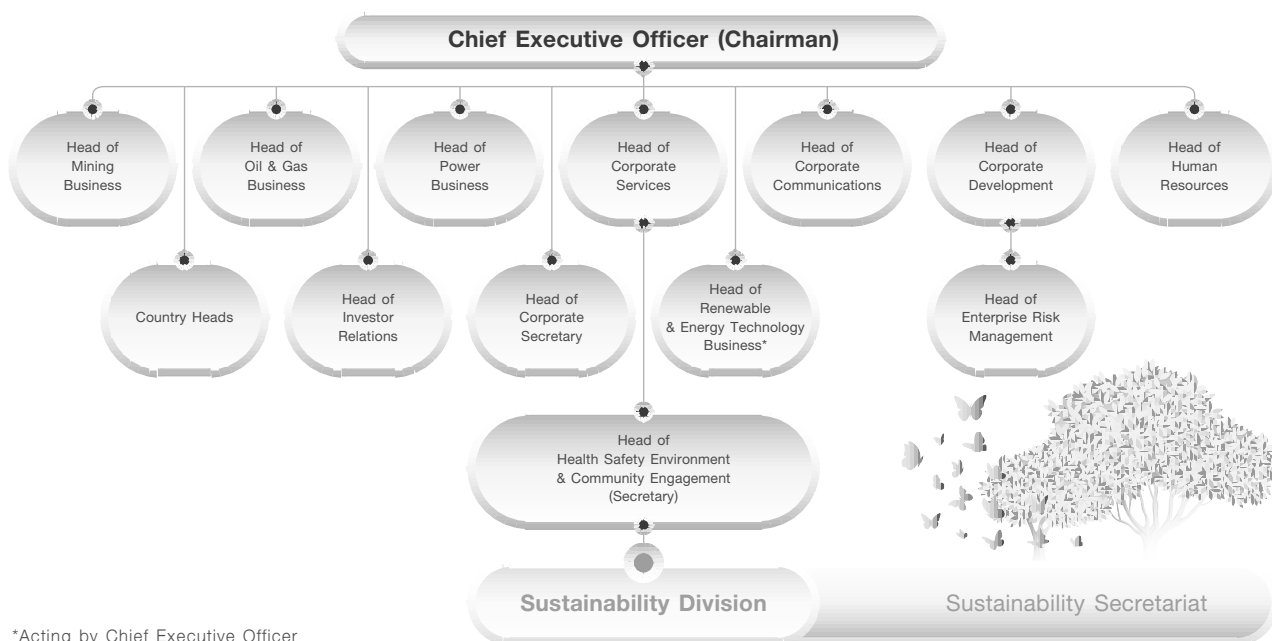 Chief Executive Officer (Chairman)
Head of
Mining
Business
Head of
Oil & Gas
Business
Head of
Power
Business
Head of
Corporate
Services
Head of
Corporate
Communications
Head of
Corporate
Development
Head of
Human
Resources
Country Heads
Head of
Investor
Relations
Head of
Corporate
Secretary
Head of
Renewable
& Energy Technology
Business*
Head of
Enterprise Risk
Management
Head of
Health Safety Environment
& Community Engagement
(Secretary)
Sustainability Division
Sustainability Secretariat
*Acting by Chief Executive Officer